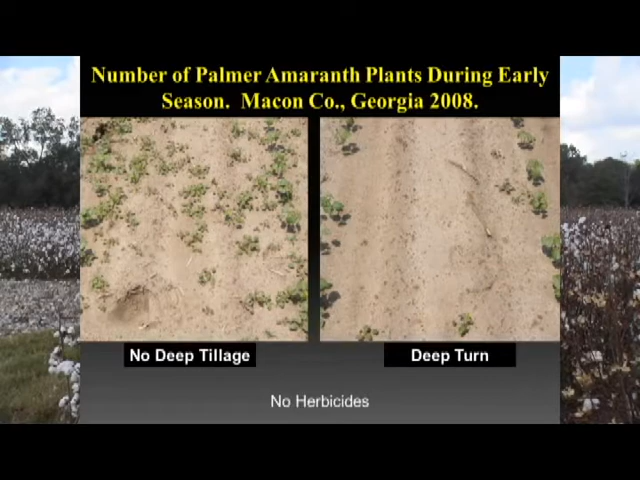 Number of Palmer Amaranth Plants During Early
Season.  Macon Co., Georgia 2008.
No Deep Tillage
Deep Turn
No Herbicides